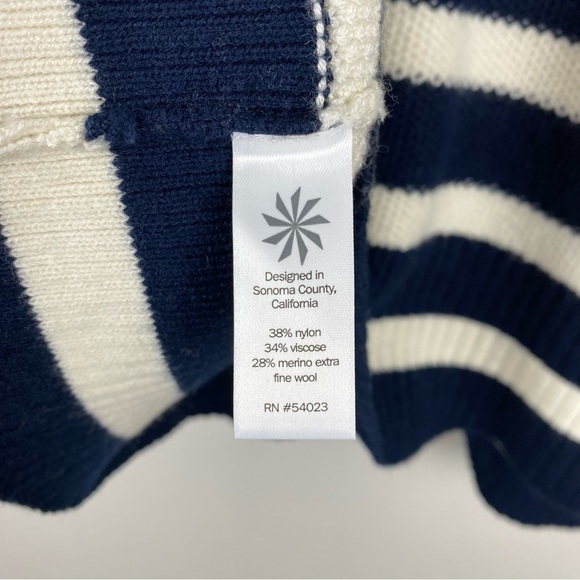 Designed in
Sonoma County,
California
38% nylon
34% viscose
28% merino extra
fine wool
RN #54023